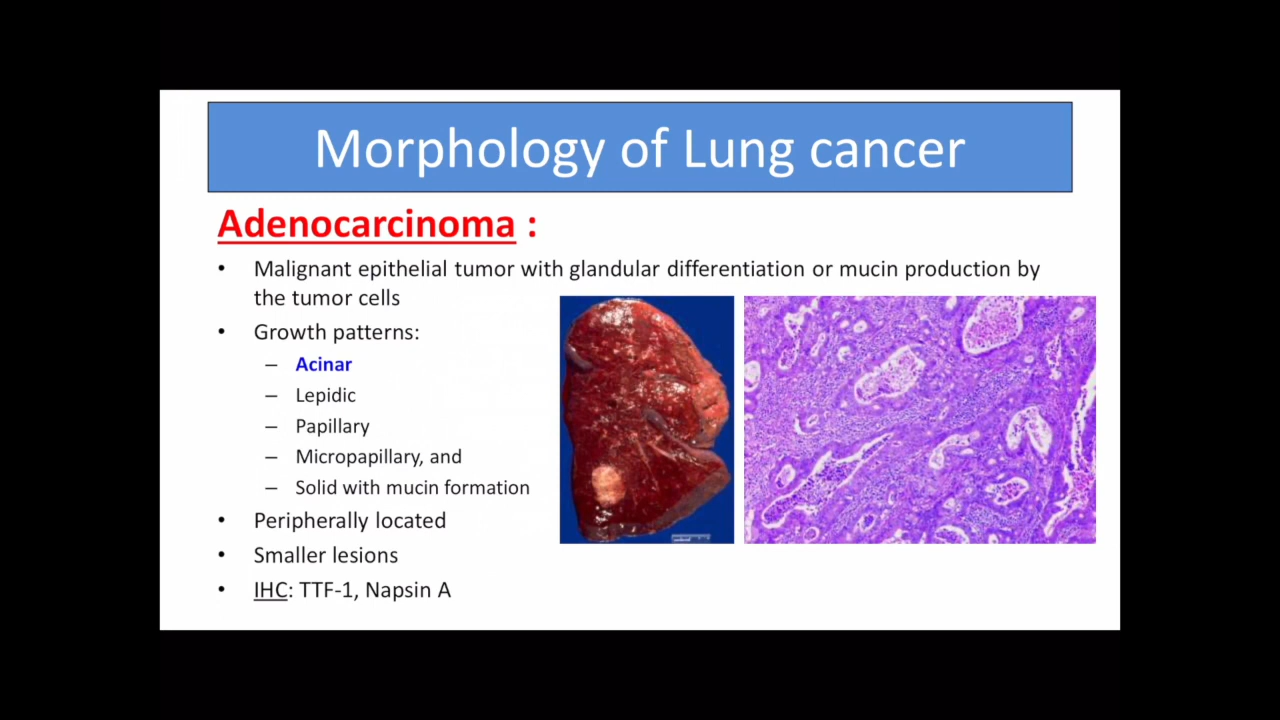 Morphology of Lung cancer
Adenocarcinoma :
• Malignant epithelial tumor with glandular differentiation or mucin production by
the tumor cells
• Growth patterns:
– Acinar
– Lepidic
– Papillary
– Micropapillary, and
– Solid with mucin formation
• Peripherally located
• Smaller lesions
• IHC: TTF-1, Napsin A